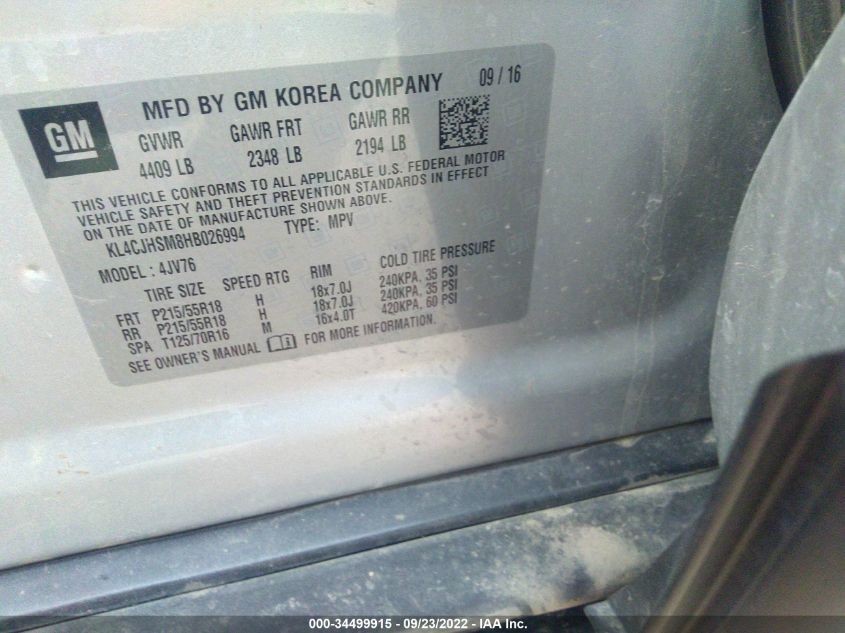 GM
MFD BY GM KOREA COMPANY 09 / 16
GVWR GAWR FRT GAWR RR
4409 LB 2348 LB 2194 LB
THIS VEHICLE CONFORMS TO ALL APPLICABLE U.S. FEDERAL MOTOR
VEHICLE SAFETY AND THEFT PREVENTION STANDARDS IN EFFECT
ON THE DATE OF MANUFACTURE SHOWN ABOVE.
KL4CJHSM8HB026994 TYPE: MPV
MODEL : 4JV76
TIRE SIZE SPEED RTG RIM COLD TIRE PRESSURE
FRT P215/55R18 H 18x7.0J 240KPA, 35 PSI
RR P215/55R18 H 18x7.0J 240KPA, 35 PSI
SPA T125/70R16 M 16x4.0T 420KPA, 60 PSI
SEE OWNER'S MANUAL FOR MORE INFORMATION.
000-34499915 - 09/23/2022 - IAA Inc.